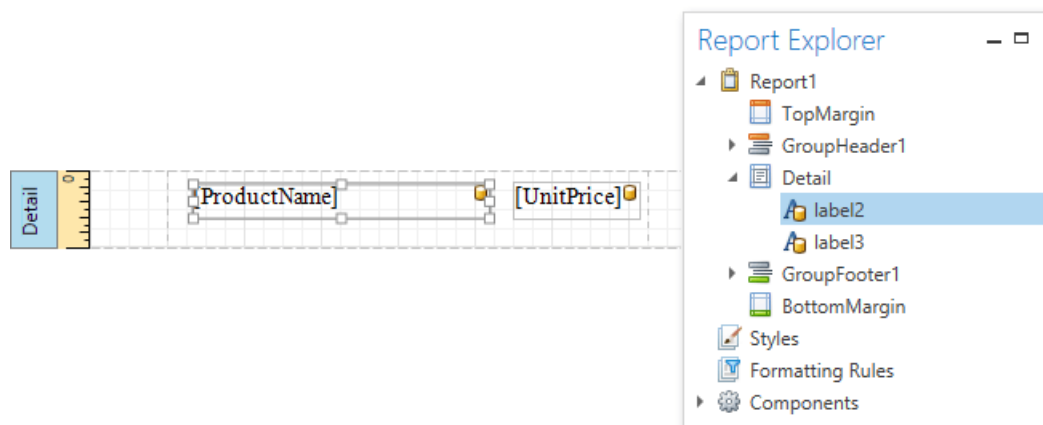 Detail
0
[ProductName]
[UnitPrice]
Report Explorer
Report1
TopMargin
GroupHeader1
Detail
label2
label3
GroupFooter1
BottomMargin
Styles
Formatting Rules
Components